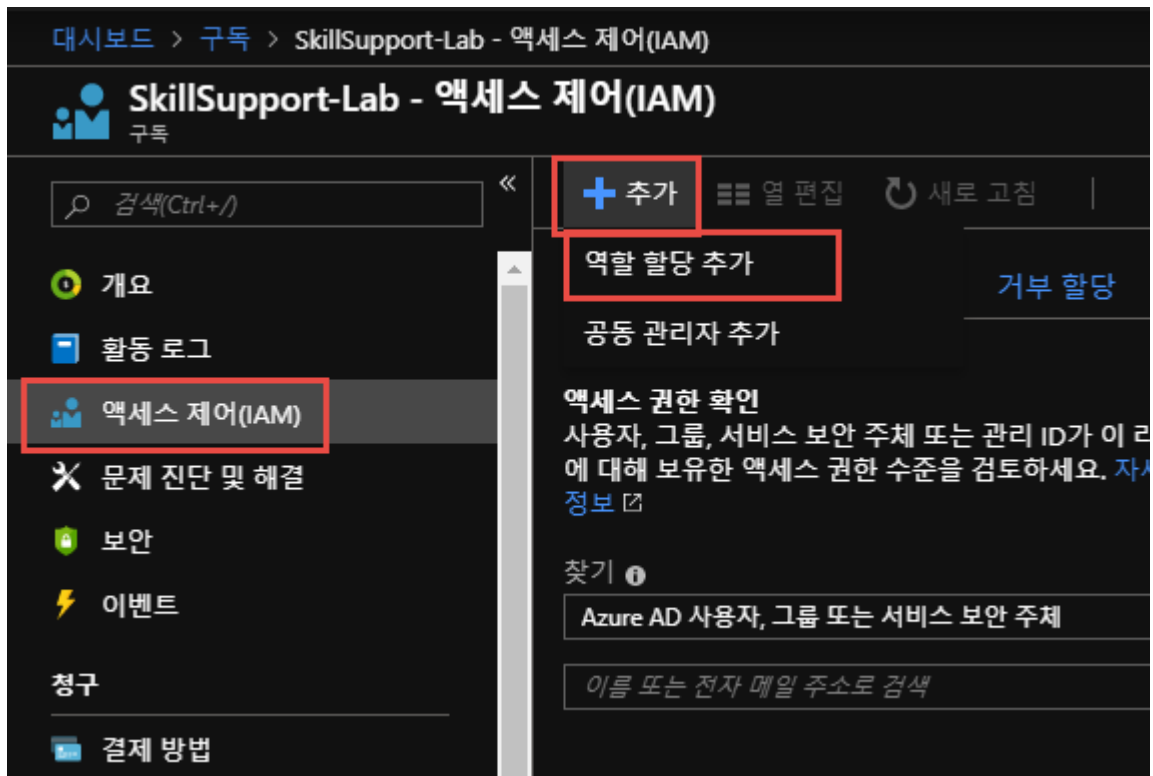 대시보드 > 구독 > SkillSupport-Lab - 액세스 제어(IAM)
SkillSupport-Lab - 액세스 제어(IAM)
구독
검색(Ctrl+/)
«
개요
활동 로그
액세스 제어(IAM)
문제 진단 및 해결
보안
이벤트
청구
결제 방법
추가
열 편집
새로 고침
역할 할당 추가
공동 관리자 추가
거부 할당
액세스 권한 확인
사용자, 그룹, 서비스 보안 주체 또는 관리 ID가 이 리
에 대해 보유한 액세스 권한 수준을 검토하세요. 자
정보
찾기
Azure AD 사용자, 그룹 또는 서비스 보안 주체
이름 또는 전자 메일 주소로 검색